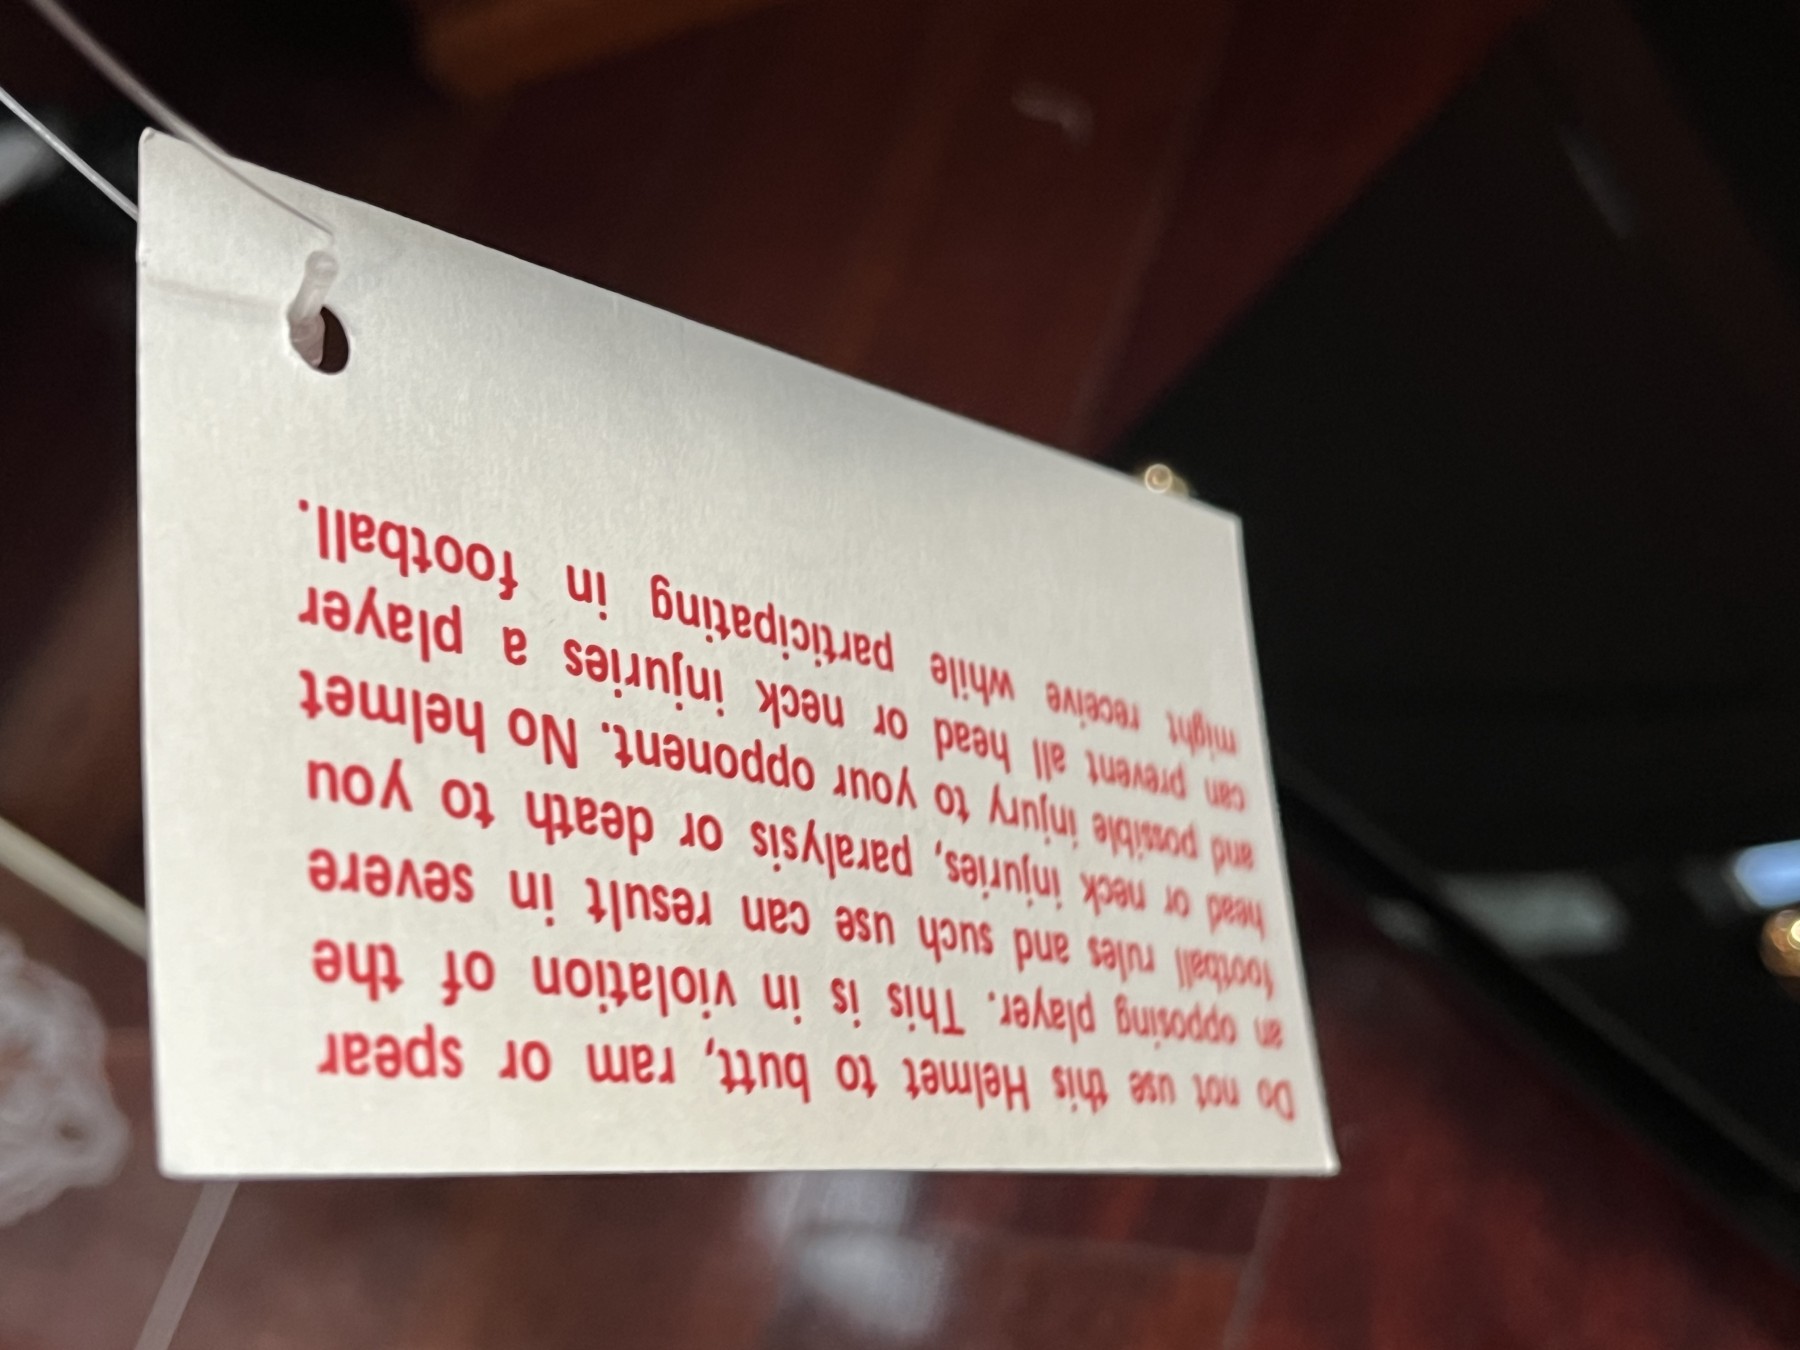 Do not use this Helmet to butt, ram or spear
an opposing player. This is in violation of the
football rules and such use can result in severe
head or neck injuries, paralysis or death to you
and possible injury to your opponent. No helmet
can prevent all head or neck injuries a player
might receive while participating in football.